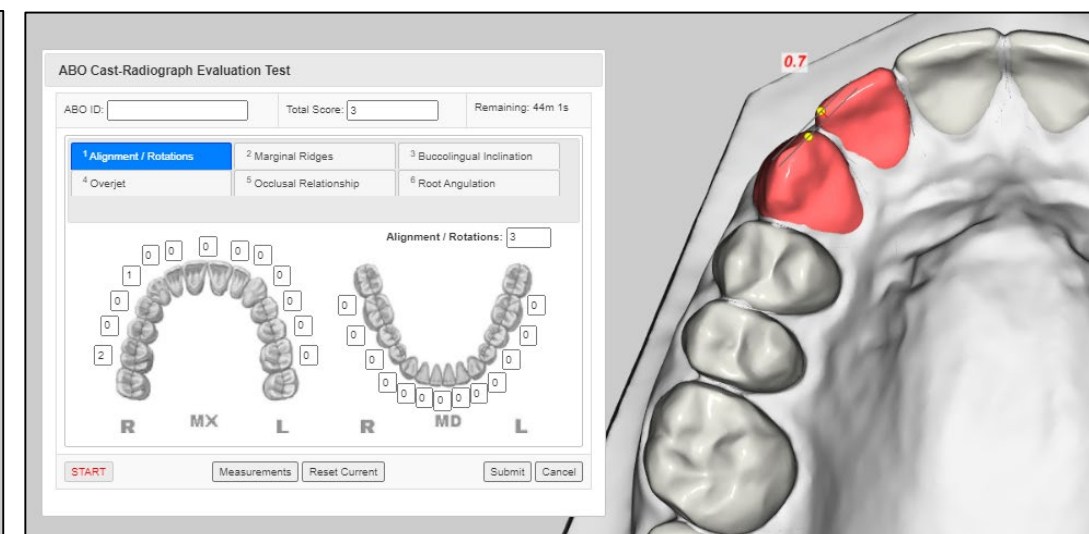 ABO Cast-Radiograph Evaluation Test
ABO ID: Total Score: 3 Remaining: 44m 1s
1 Alignment / Rotations 2 Marginal Ridges 3 Buccolingual Inclination
4 Overjet 5 Occlusal Relationship 6 Root Angulation
Alignment / Rotations: 3
0 0 0 0 0
1 0
0 0 0 0
0 0 0 0
2 0 0 0
0 0
0 0 0 0 0
R MX L R MD L
START Measurements Reset Current Submit Cancel
0.7